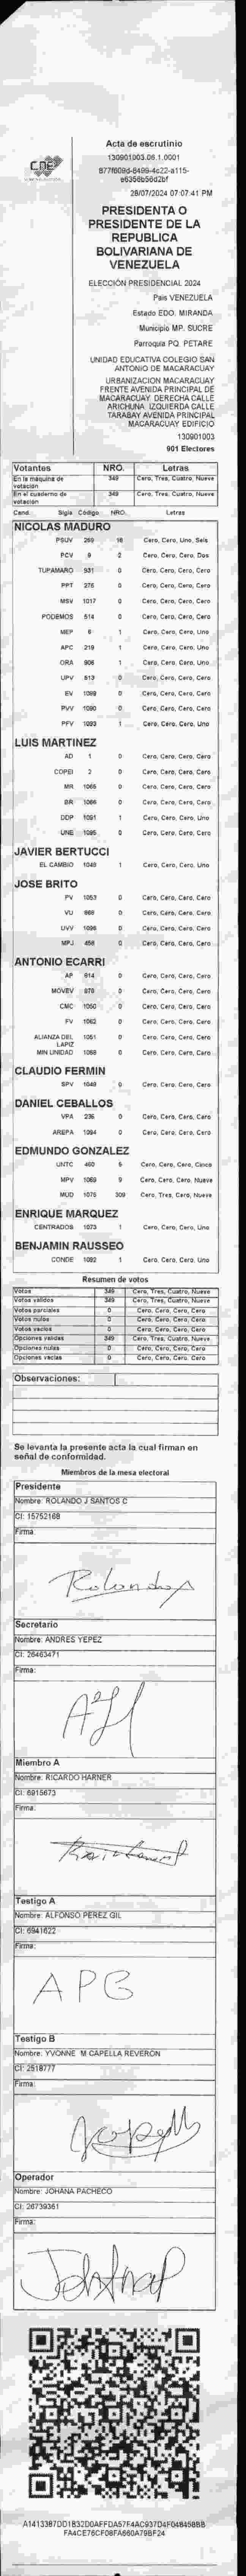 CNE
Acta de escrutinio
130901003.06.1.0001
28/07/2024 07:07:41 PM
PRESIDENTA O
PRESIDENTE DE LA
REPUBLICA
BOLIVARIANA DE
VENEZUELA
ELECCIÓN PRESIDENCIAL 2024
Pais VENEZUELA
Estado EDO. MIRANDA
Municipio MP. SUCRE
Parroquia PQ. PETARE
UNIDAD EDUCATIVA COLEGIO SAN
ANTONIO DE MACARACUAY
URBANIZACION MACARACUAY
FRENTE AVENIDA PRINCIPAL DE
MACARACUAY DERECHA CALLE
ARICHUNA IZQUIERDA CALLE
TARABAY AVENIDA PRINCIPAL
MACARACUAY EDIFICIO
130901003
901 Electores
Votantes NRO. Letras
En la máquina de votación 349 Cero, Tres, Cuatro, Nueve
En el cuaderno de votación 349 Cero, Tres, Cuatro, Nueve
Cand. Sigla Código NRO. Letras
NICOLAS MADURO
PSUV 269 16 Cero, Cero, Uno, Seis
PCV 9 2 Cero, Cero, Cero, Dos
TUPAMARO 931 0 Cero, Cero, Cero, Cero
PPT 275 0 Cero, Cero, Cero, Cero
MSV 1017 0 Cero, Cero, Cero, Cero
PODEMOS 514 0 Cero, Cero, Cero, Cero
MEP 6 1 Cero, Cero, Cero, Uno
APC 219 1 Cero, Cero, Cero, Uno
ORA 906 1 Cero, Cero, Cero, Uno
UPV 813 0 Cero, Cero, Cero, Cero
EV 1099 0 Cero, Cero, Cero, Cero
PVV 1090 0 Cero, Cero, Cero, Cero
PFV 1093 1 Cero, Cero, Cero, Uno
LUIS MARTINEZ
AD 1 0 Cero, Cero, Cero, Cero
COPEI 2 0 Cero, Cero, Cero, Cero
MR 1065 0 Cero, Cero, Cero, Cero
BR 1086 0 Cero, Cero, Cero, Cero
DDP 1091 1 Cero, Cero, Cero, Uno
UNE 1095 0 Cero, Cero, Cero, Cero
JAVIER BERTUCCI
EL CAMBIO 1049 1 Cero, Cero, Cero, Uno
JOSE BRITO
PV 1053 0 Cero, Cero, Cero, Cero
VU 968 0 Cero, Cero, Cero, Cero
UVV 1096 0 Cero, Cero, Cero, Cero
MPJ 458 0 Cero, Cero, Cero, Cero
ANTONIO ECARRI
AP 614 0 Cero, Cero, Cero, Cero
MOVEV 970 0 Cero, Cero, Cero, Cero
CMC 1050 0 Cero, Cero, Cero, Cero
FV 1062 0 Cero, Cero, Cero, Cero
ALIANZA DEL LAPIZ 1051 0 Cero, Cero, Cero, Cero
MIN UNIDAD 1068 0 Cero, Cero, Cero, Cero
CLAUDIO FERMIN
SPV 1048 0 Cero, Cero, Cero, Cero
DANIEL CEBALLOS
VPA 236 0 Cero, Cero, Cero, Cero
AREPA 1094 0 Cero, Cero, Cero, Cero
EDMUNDO GONZALEZ
UNTC 460 5 Cero, Cero, Cero, Cinco
MPV 1069 9 Cero, Cero, Cero, Nueve
MUD 1075 309 Cero, Tres, Cero, Nueve
ENRIQUE MARQUEZ
CENTRADOS 1073 1 Cero, Cero, Cero, Uno
BENJAMIN RAUSSEO
CONDE 1092 1 Cero, Cero, Cero, Uno
Resumen de votos
Votos 349 Cero, Tres, Cuatro, Nueve
Votos válidos 349 Cero, Tres, Cuatro, Nueve
Votos parciales 0 Cero, Cero, Cero, Cero
Votos nulos 0 Cero, Cero, Cero, Cero
Votos vacíos 0 Cero, Cero, Cero, Cero
Opciones válidas 349 Cero, Tres, Cuatro, Nueve
Opciones nulas 0 Cero, Cero, Cero, Cero
Opciones vacías 0 Cero, Cero, Cero, Cero
Observaciones:
Se levanta la presente acta la cual firman en
señal de conformidad.
Miembros de la mesa electoral
Presidente
Nombre: ROLANDO J SANTOS C
CI: 15752168
Firma:
Rolando
Secretario
Nombre: ANDRES YEPEZ
CI: 26463471
Firma:
Miembro A
Nombre: RICARDO HARNER
CI: 6915673
Firma:
Testigo A
Nombre: ALFONSO PEREZ GIL
CI: 6941622
Firma:
APG
Testigo B
Nombre: YVONNE M CAPELLA REVERON
CI: 2518777
Firma:
Operador
Nombre: JOHANA PACHECO
CI: 26739361
Firma: